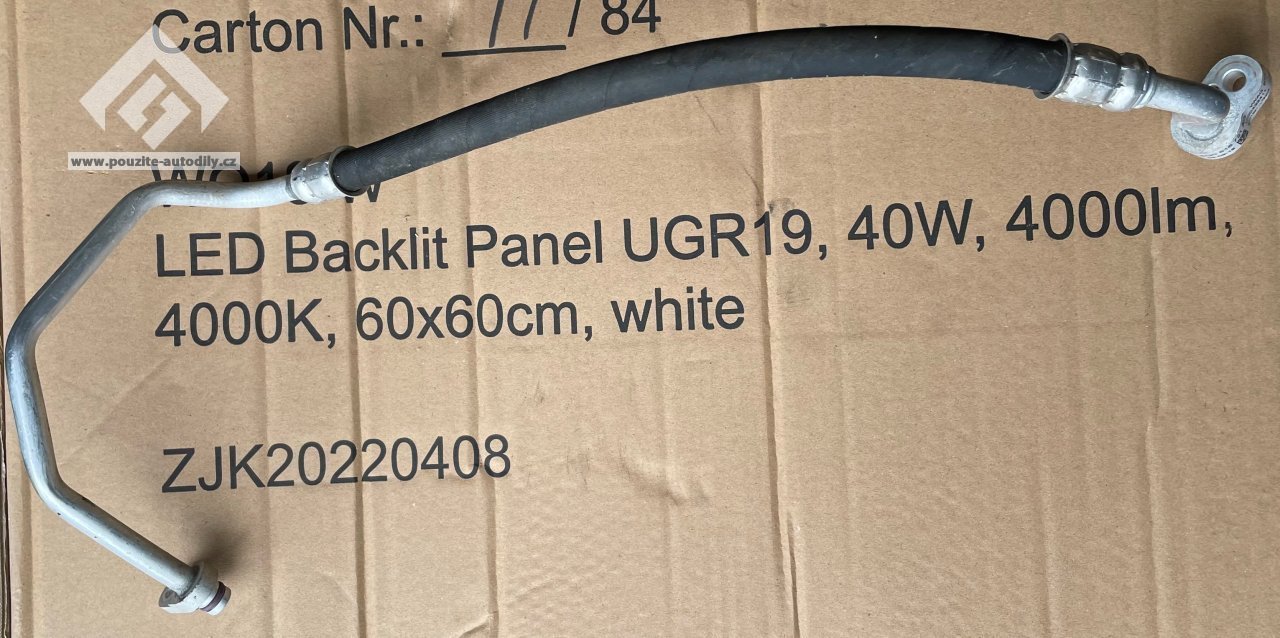 Carton Nr.: 77 / 84
www.pouzite-autodily.cz
LED Backlit Panel UGR19, 40W, 4000lm,
4000K, 60x60cm, white
ZJK20220408